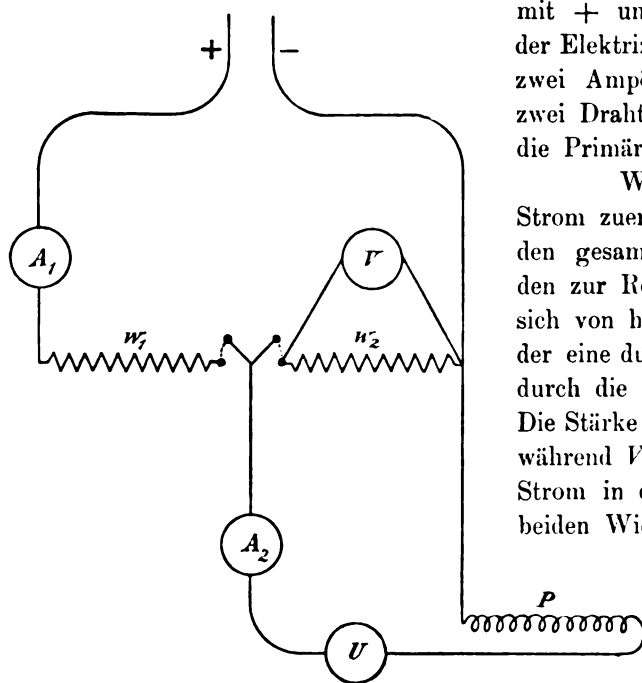 mit + un
der Elektriz
zwei Ampè
zwei Draht
die Primär
W
Strom zuer
den gesam
den zur Re
sich von h
der eine du
durch die
Die Stärke
während V
Strom in d
beiden Wie
+ −
A₁
V
W₁
W₂
A₂
P
U